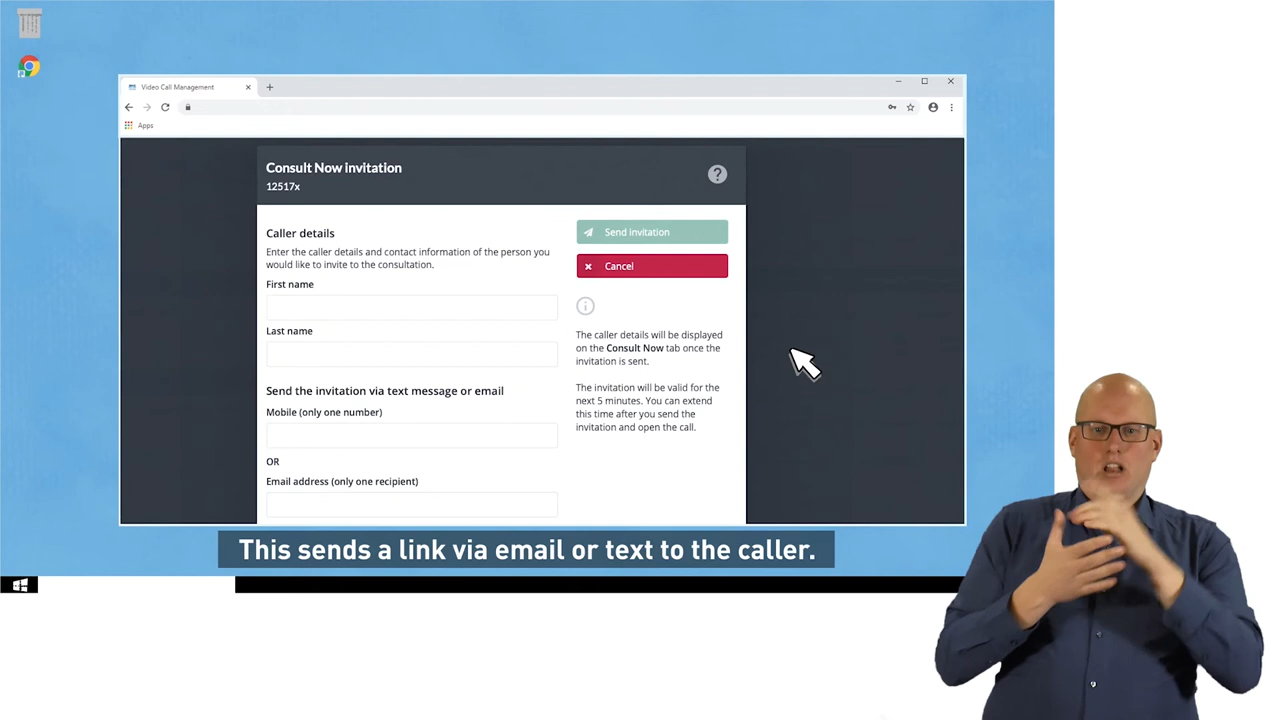 Video Call Management
Apps
Consult Now invitation
12517x
Caller details
Enter the caller details and contact information of the person you
would like to invite to the consultation.
First name
Last name
Send the invitation via text message or email
Mobile (only one number)
OR
Email address (only one recipient)
Send invitation
Cancel
The caller details will be displayed
on the Consult Now tab once the
invitation is sent.
The invitation will be valid for the
next 5 minutes. You can extend
this time after you send the
invitation and open the call.
This sends a link via email or text to the caller.